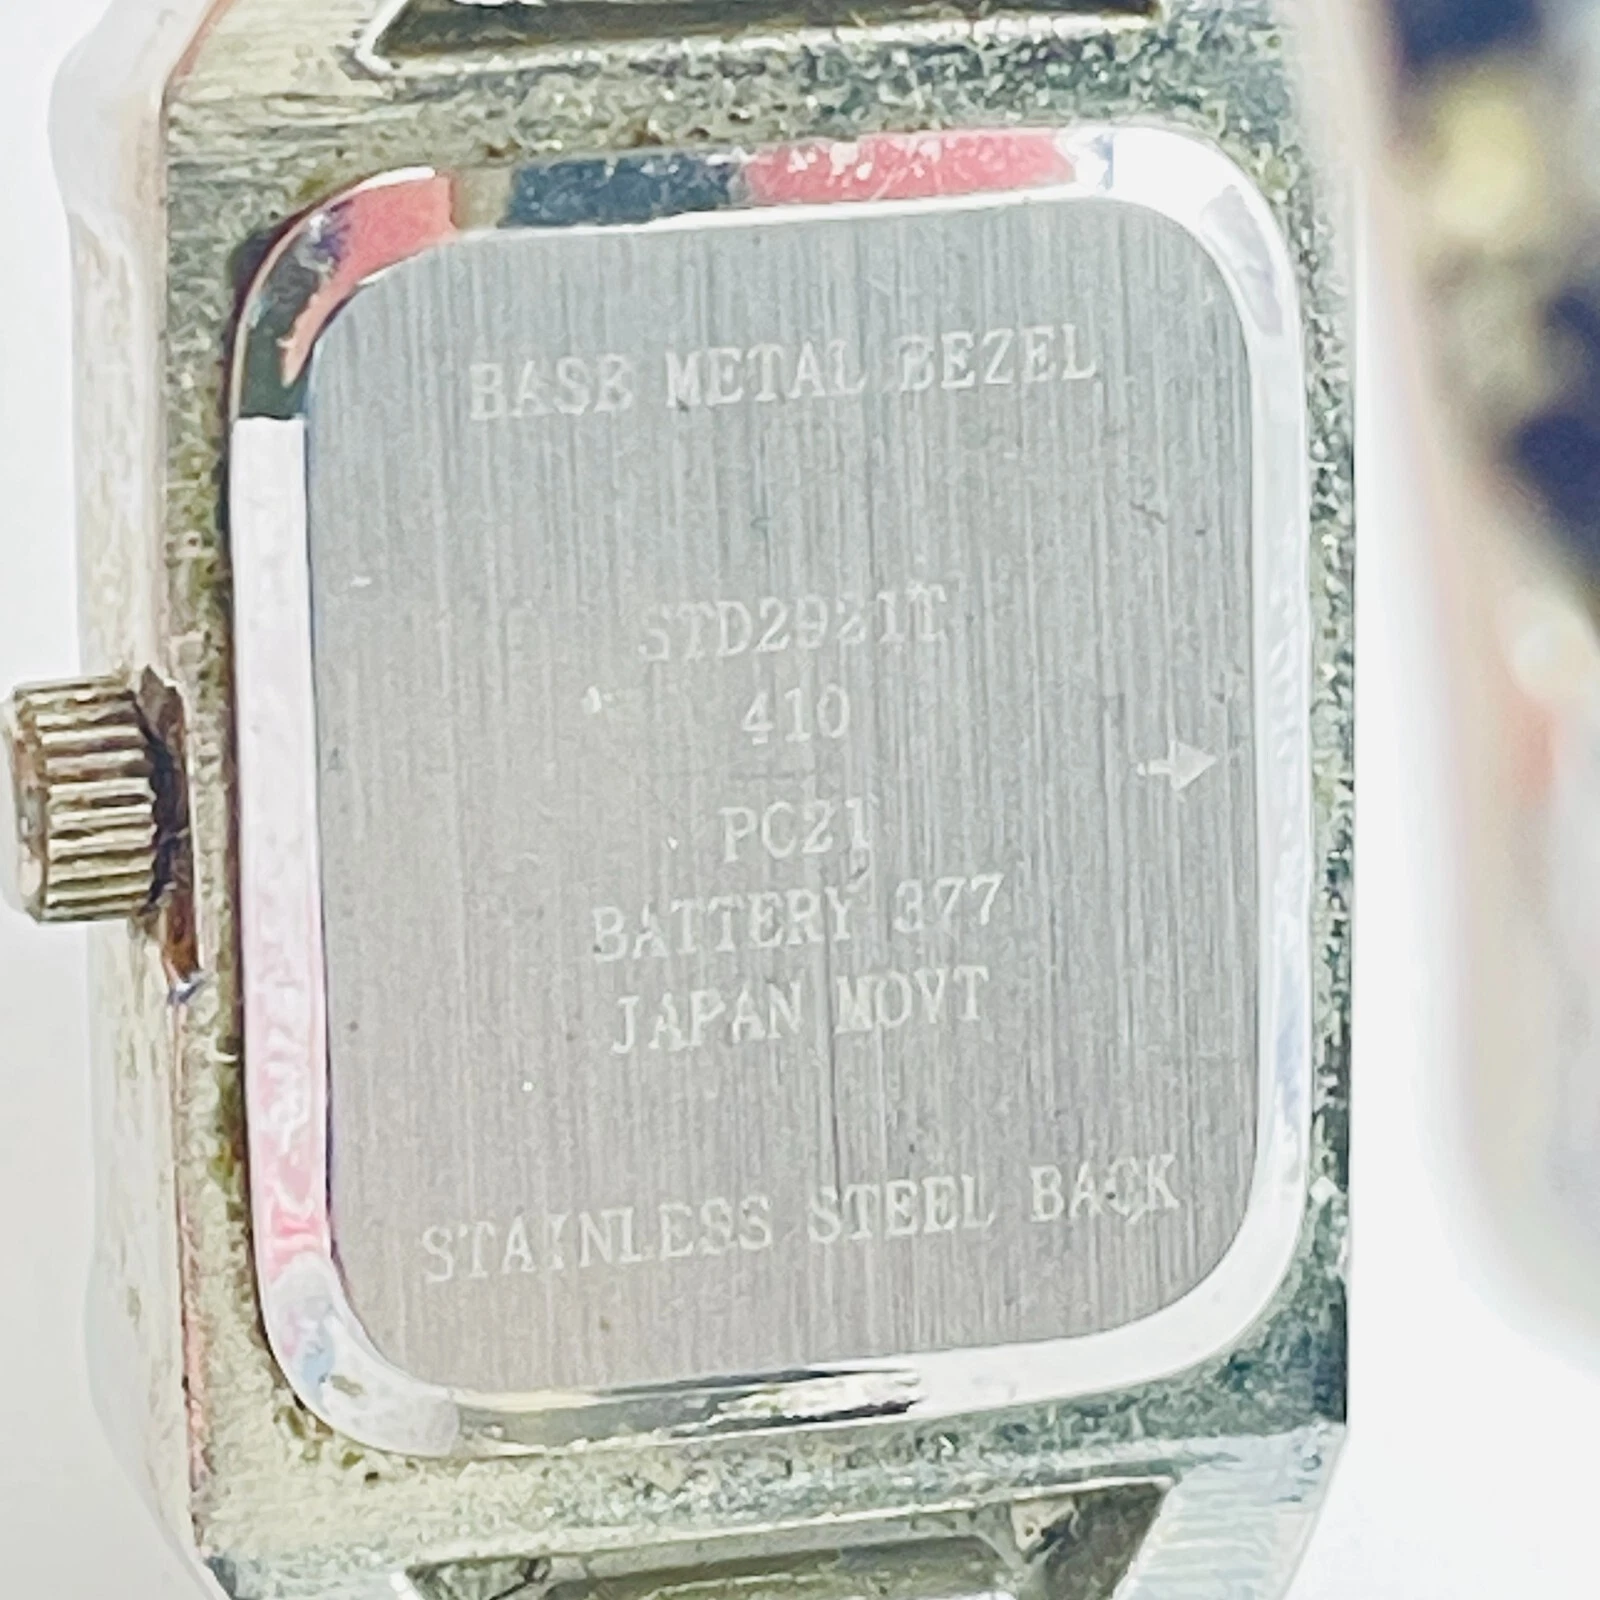 BASE METAL BEZEL
STD2921T
410
PC21
BATTERY 377
JAPAN MOVT
STAINLESS STEEL BACK